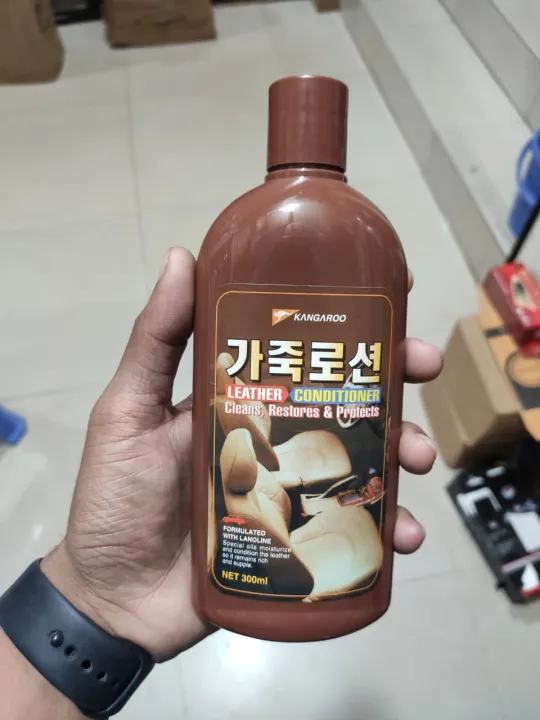 KANGAROO
가죽로션
LEATHER CONDITIONER
Cleans, Restores & Protects
FORMULATED
WITH LANOLINE
Special oils moisturize
and condition the leather
so it remains rich
and supple.
NET 300ml